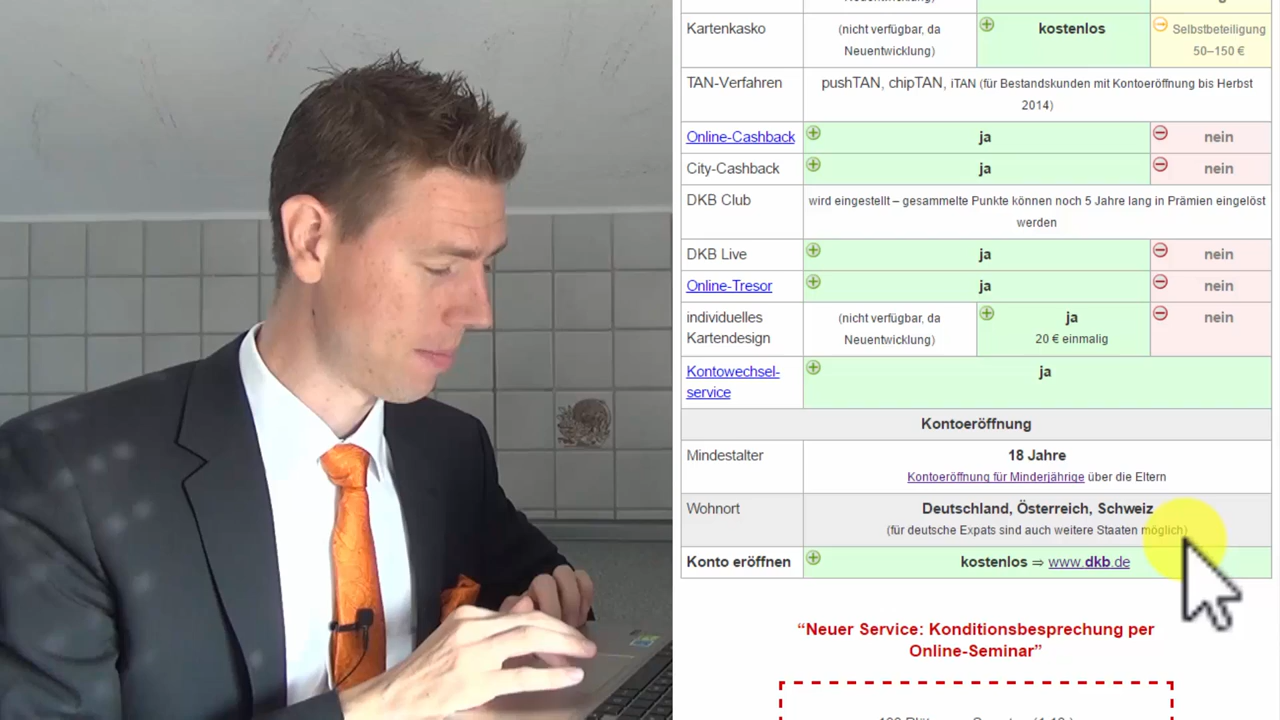 Kartenkasko
(nicht verfügbar, da
Neuentwicklung)
kostenlos
Selbstbeteiligung
50–150 €
TAN-Verfahren
pushTAN, chipTAN, iTAN (für Bestandskunden mit Kontoeröffnung bis Herbst
2014)
Online-Cashback
ja
nein
City-Cashback
ja
nein
DKB Club
wird eingestellt – gesammelte Punkte können noch 5 Jahre lang in Prämien eingelöst
werden
DKB Live
ja
nein
Online-Tresor
ja
nein
individuelles
Kartendesign
(nicht verfügbar, da
Neuentwicklung)
ja
20 € einmalig
nein
Kontowechsel-
service
ja
Kontoeröffnung
Mindestalter
18 Jahre
Kontoeröffnung für Minderjährige über die Eltern
Wohnort
Deutschland, Österreich, Schweiz
(für deutsche Expats sind auch weitere Staaten möglich)
Konto eröffnen
kostenlos ⇒ www.dkb.de
“Neuer Service: Konditionsbesprechung per
Online-Seminar”